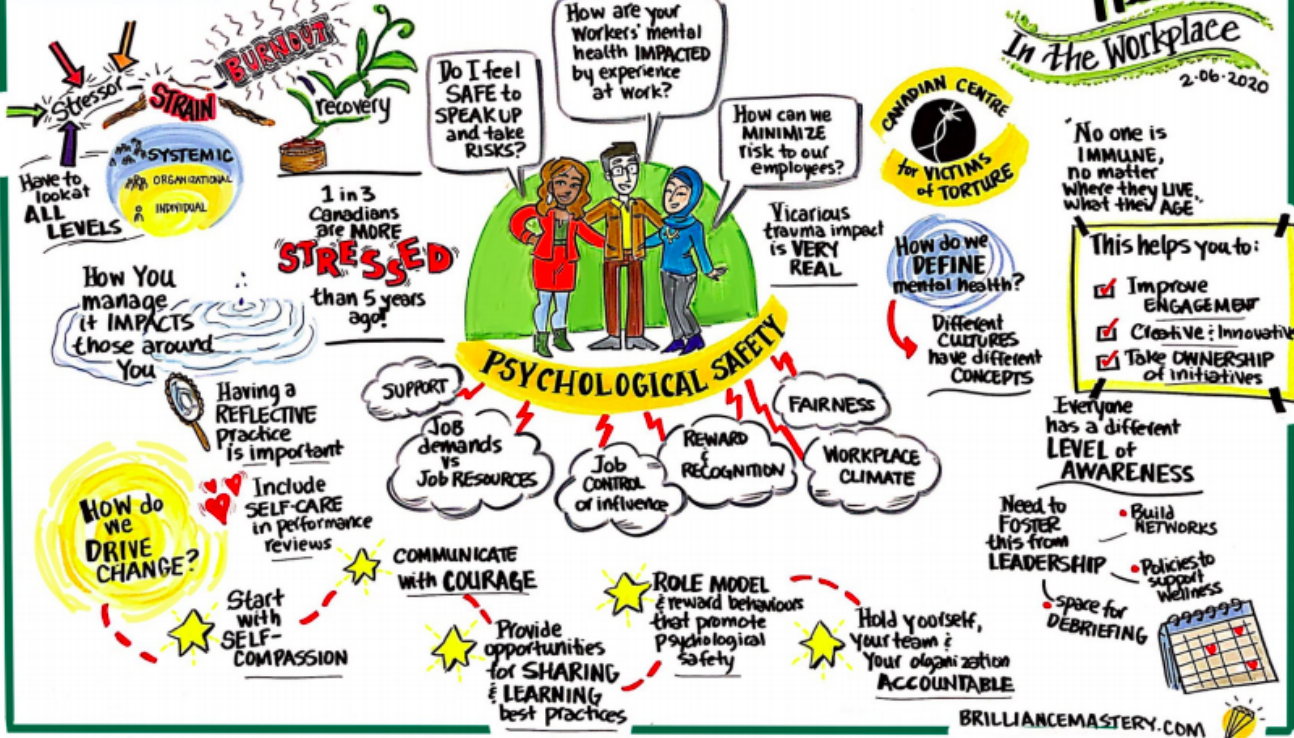 In the Workplace
2-06-2020
Stressor
STRAIN
BURNOUT
recovery
Have to
look at
ALL
LEVELS
SYSTEMIC
ORGANIZATIONAL
INDIVIDUAL
1 in 3
Canadians
are MORE
STRESSED
than 5 years
ago!
How You
manage
it IMPACTS
those around
You
Having a
REFLECTIVE
practice
is important
Include
SELF-CARE
in performance
reviews
Do I feel
SAFE to
SPEAK UP
and take
RISKS?
How are your
Workers' mental
health IMPACTED
by experience
at work?
How can we
MINIMIZE
risk to our
employees?
PSYCHOLOGICAL SAFETY
SUPPORT
JOB
demands
vs
Job RESOURCES
Job
CONTROL
or influence
REWARD
&
RECOGNITION
FAIRNESS
WORKPLACE
CLIMATE
Vicarious
trauma impact
is VERY
REAL
CANADIAN CENTRE
for VICTIMS
of TORTURE
How do we
DEFINE
mental health?
Different
CULTURES
have different
CONCEPTS
"No one is
IMMUNE,
no matter
where they LIVE,
what their AGE"
This helps you to:
Improve
ENGAGEMENT
Creative & Innovative
Take OWNERSHIP
of initiatives
Everyone
has a different
LEVEL of
AWARENESS
Need to
FOSTER
this from
LEADERSHIP
Build
NETWORKS
Policies to
support
wellness
space for
DEBRIEFING
How do
we
DRIVE
CHANGE?
Start
with
SELF-
COMPASSION
COMMUNICATE
with COURAGE
Provide
opportunities
for SHARING
& LEARNING
best practices
ROLE MODEL
& reward behaviours
that promote
psychological
safety
Hold yourself,
your team &
your organization
ACCOUNTABLE
BRILLIANCEMASTERY.COM